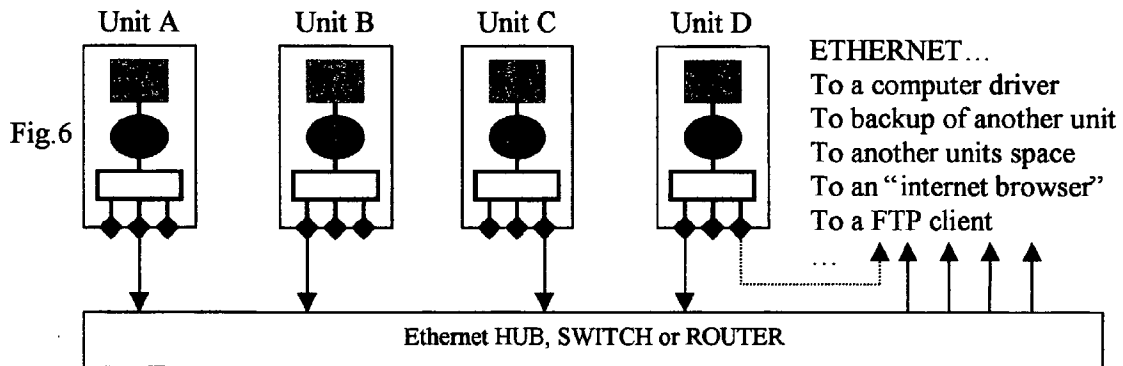 Unit A
Unit B
Unit C
Unit D
Fig.6
ETHERNET...
To a computer driver
To backup of another unit
To another units space
To an “internet browser”
To a FTP client
...
Ethernet HUB, SWITCH or ROUTER